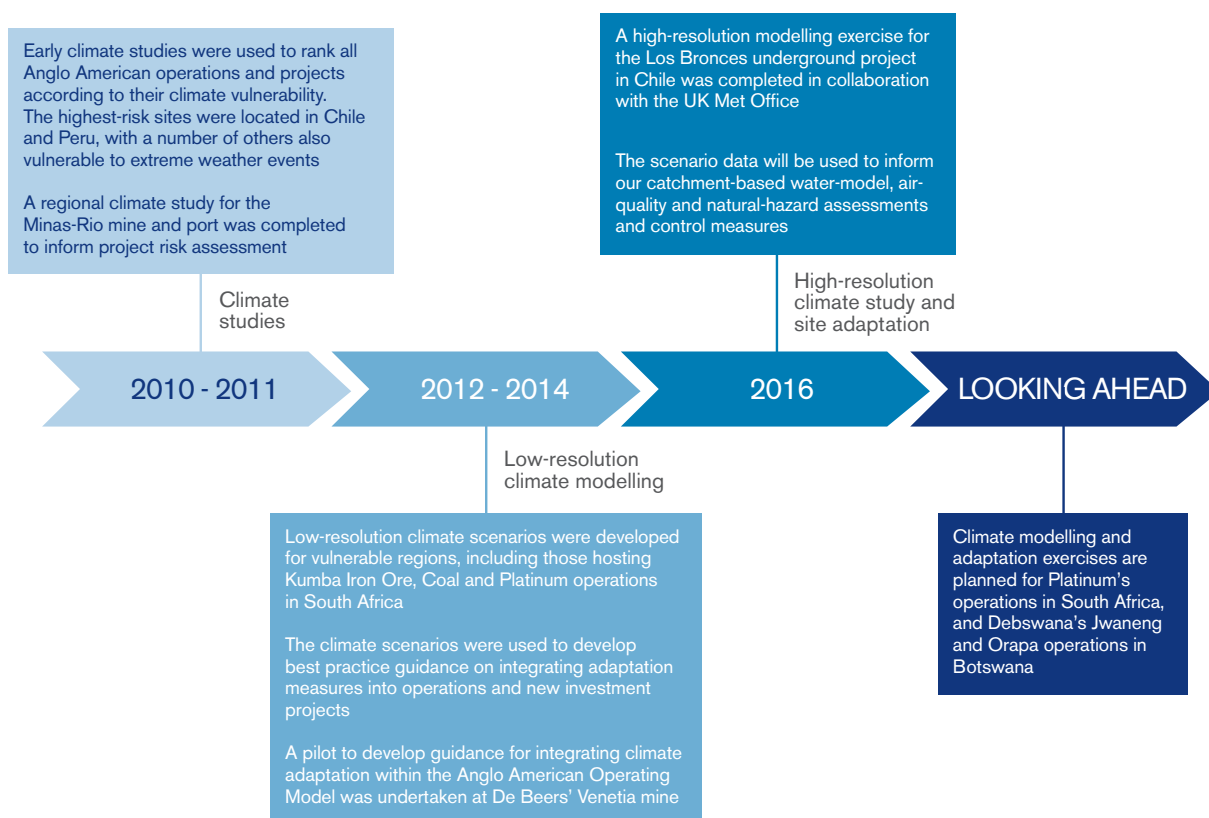 Early climate studies were used to rank all
Anglo American operations and projects
according to their climate vulnerability.
The highest-risk sites were located in Chile
and Peru, with a number of others also
vulnerable to extreme weather events
A regional climate study for the
Minas-Rio mine and port was completed
to inform project risk assessment
Climate
studies
A high-resolution modelling exercise for
the Los Bronces underground project
in Chile was completed in collaboration
with the UK Met Office
The scenario data will be used to inform
our catchment-based water-model, air-
quality and natural-hazard assessments
and control measures
High-resolution
climate study and
site adaptation
2010 - 2011
2012 - 2014
2016
LOOKING AHEAD
Low-resolution
climate modelling
Low-resolution climate scenarios were developed
for vulnerable regions, including those hosting
Kumba Iron Ore, Coal and Platinum operations
in South Africa
The climate scenarios were used to develop
best practice guidance on integrating adaptation
measures into operations and new investment
projects
A pilot to develop guidance for integrating climate
adaptation within the Anglo American Operating
Model was undertaken at De Beers' Venetia mine
Climate modelling and
adaptation exercises are
planned for Platinum's
operations in South Africa,
and Debswana's Jwaneng
and Orapa operations in
Botswana